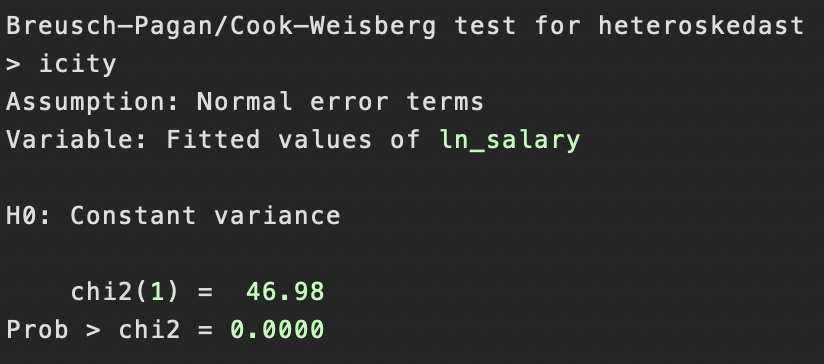 Breusch–Pagan/Cook–Weisberg test for heteroskedast
> icity
Assumption: Normal error terms
Variable: Fitted values of ln_salary
H0: Constant variance
chi2(1) = 46.98
Prob > chi2 = 0.0000